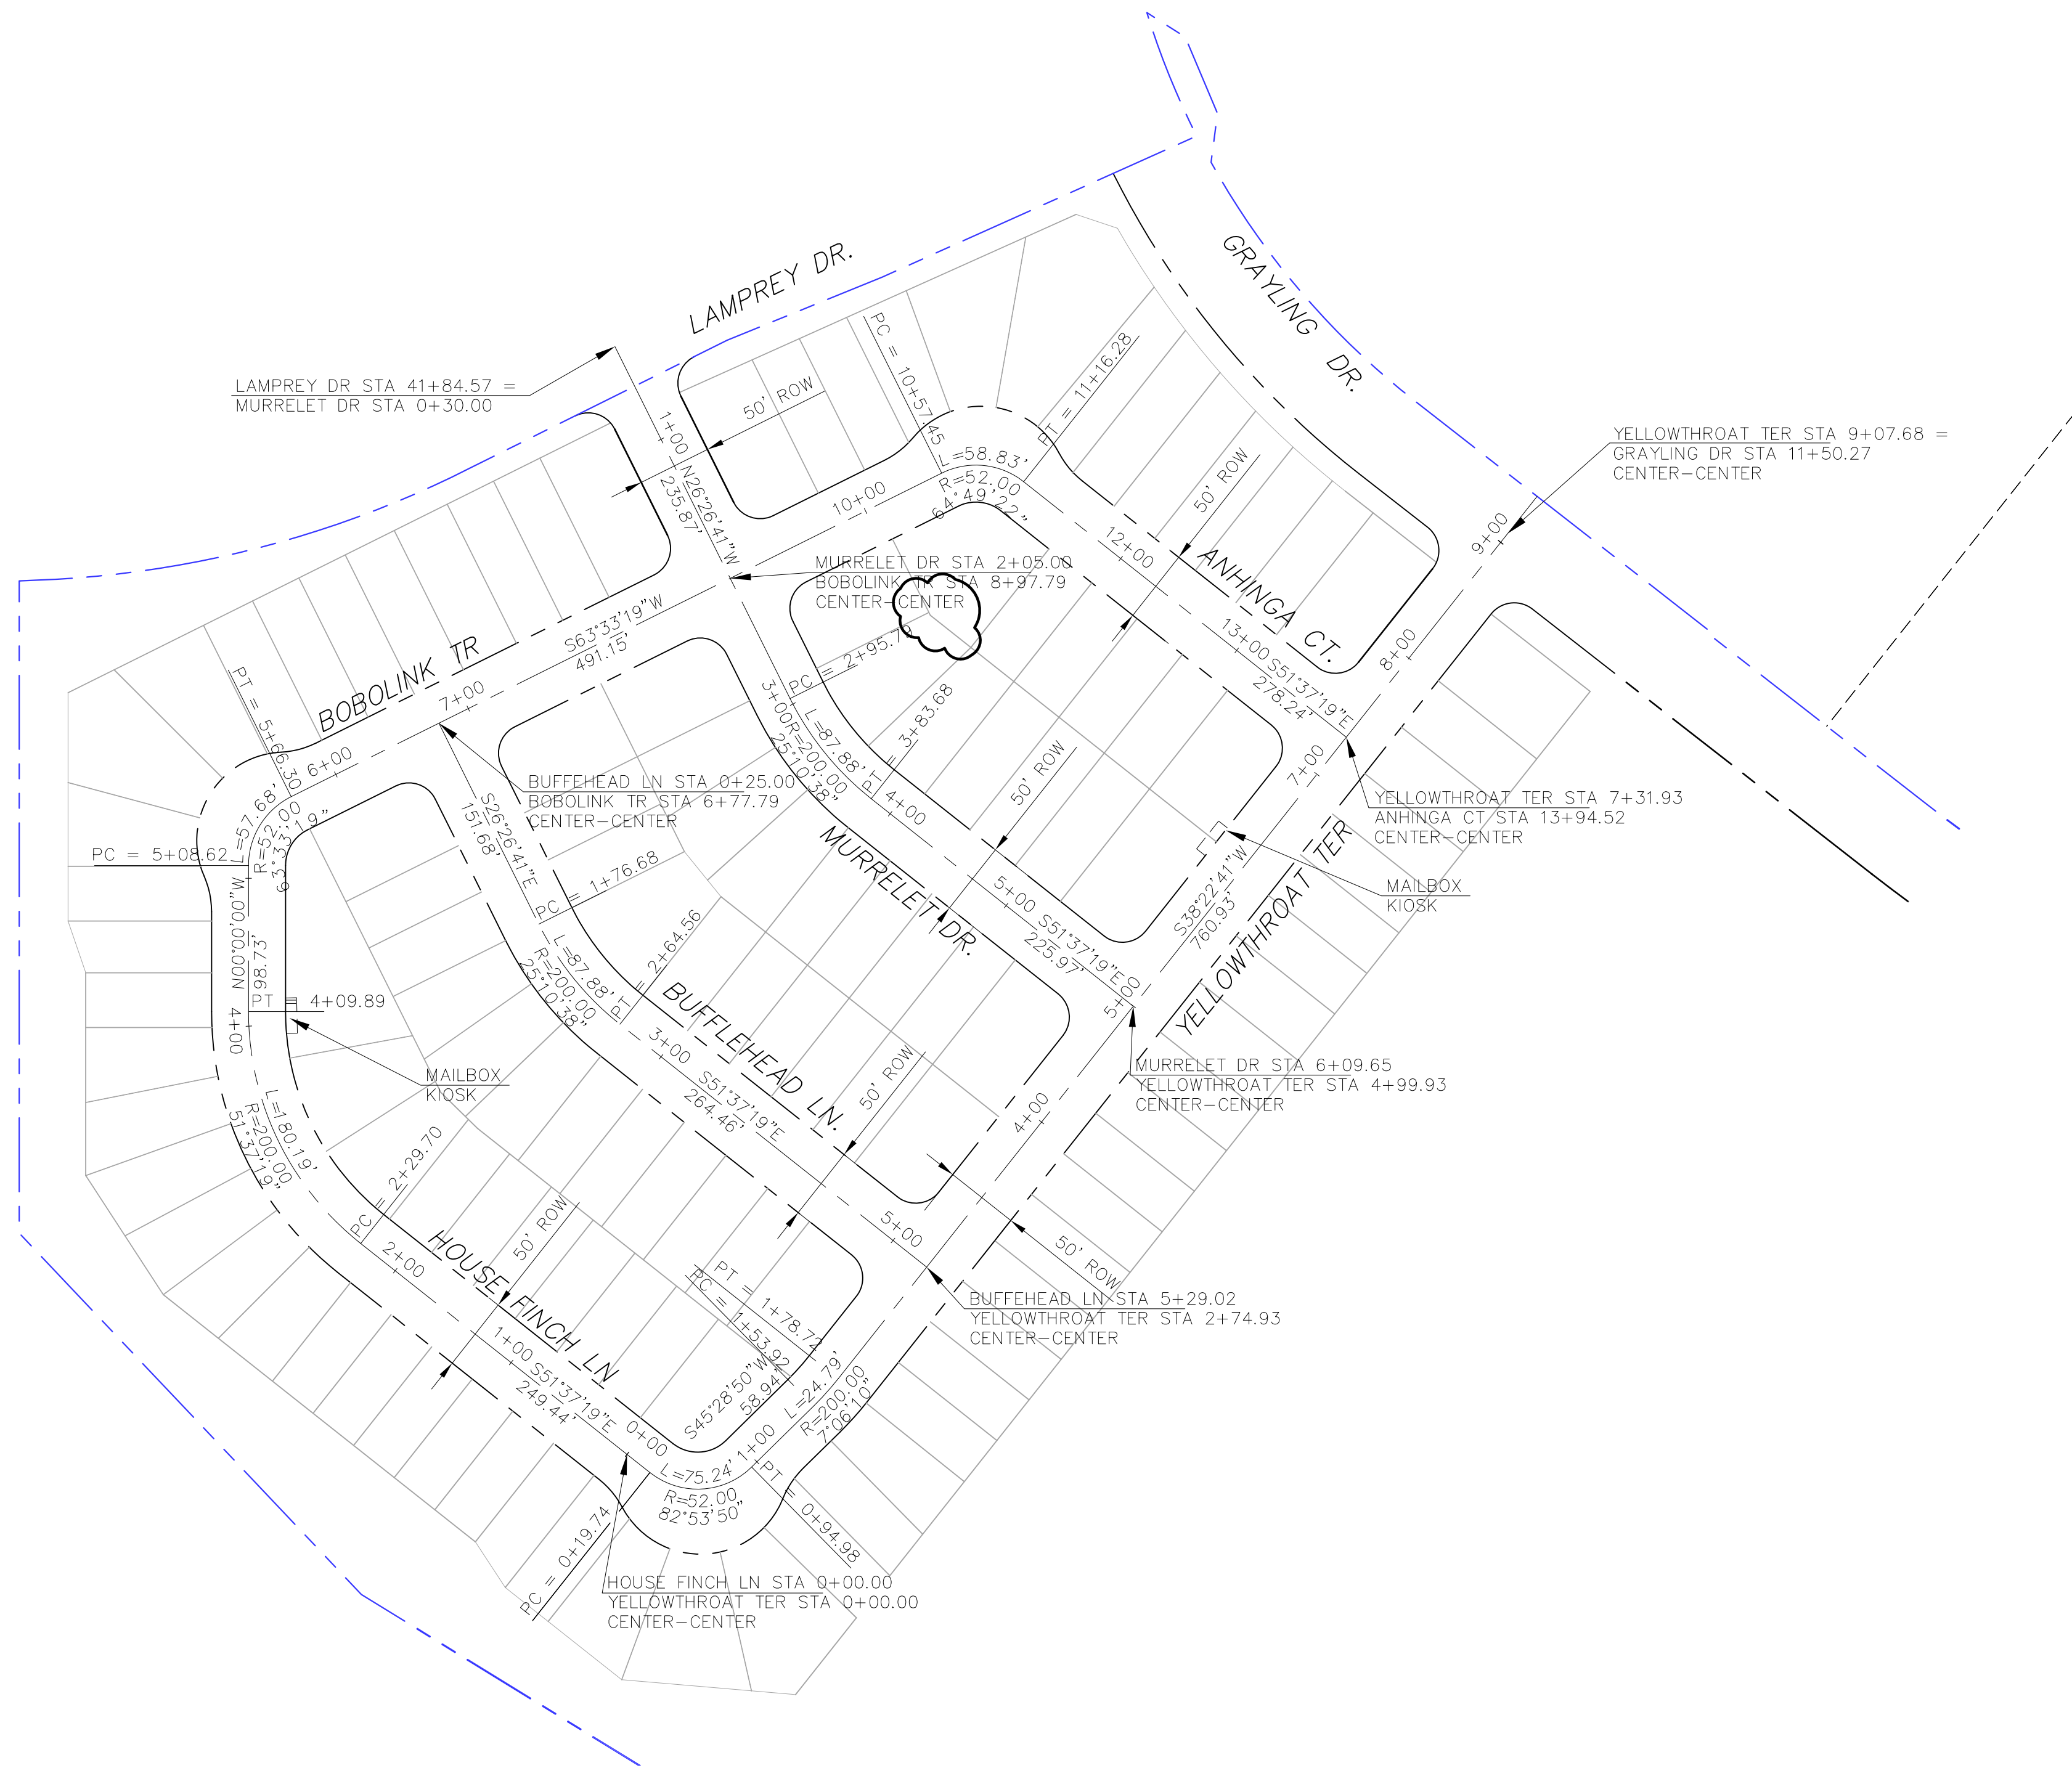 LAMPREY DR.
GRAYLING DR.
LAMPREY DR STA 41+84.57 =
MURRELET DR STA 0+30.00
1+00
50' ROW
PC = 10+57.45
PT = 11+16.28
L=58.83'
R=52.00
64°49'22"
N26°26'41"W
235.87'
10+00
YELLOWTHROAT TER STA 9+07.68 =
GRAYLING DR STA 11+50.27
CENTER-CENTER
9+00
50' ROW
12+00
ANHINGA CT.
MURRELET DR STA 2+05.00
BOBOLINK TR STA 8+97.79
CENTER-CENTER
13+00
S51°37'19"E
278.24'
8+00
S63°33'19"W
491.15'
BOBOLINK TR
7+00
PT = 5+66.30
6+00
PC = 2+95.79
3+00
L=87.88'
R=200.00
25°10'38"
PT = 3+83.68
4+00
50' ROW
7+00
YELLOWTHROAT TER STA 7+31.93
ANHINGA CT STA 13+94.52
CENTER-CENTER
BUFFEHEAD LN STA 0+25.00
BOBOLINK TR STA 6+77.79
CENTER-CENTER
L=57.68'
R=52.00
63°33'19"
PC = 5+08.62
S26°26'41"E
151.68'
PC = 1+76.68
MURRELET DR.
5+00
S51°37'19"E
225.97'
S38°22'41"W
760.93'
YELLOWTHROAT TER
MAILBOX
KIOSK
N0°00'00"W
98.73'
PT = 4+09.89
4+00
L=87.88'
R=200.00
25°10'38"
PT = 2+64.56
BUFFLEHEAD LN.
3+00
S51°37'19"E
264.46'
50' ROW
5+00
MURRELET DR STA 6+09.65
YELLOWTHROAT TER STA 4+99.93
CENTER-CENTER
MAILBOX
KIOSK
4+00
L=180.19'
R=200.00
51°37'19"
PC = 2+29.70
2+00
HOUSE FINCH LN
50' ROW
5+00
50' ROW
BUFFEHEAD LN STA 5+29.02
YELLOWTHROAT TER STA 2+74.93
CENTER-CENTER
PT = 1+78.72
PC = 1+53.92
1+00
S51°37'19"E
249.44'
0+00
S45°28'50"W
58.94'
L=24.79'
R=200.00
7°06'10"
1+00
L=75.24'
R=52.00
82°53'50"
PT = 0+94.98
PC = 0+19.74
HOUSE FINCH LN STA 0+00.00
YELLOWTHROAT TER STA 0+00.00
CENTER-CENTER